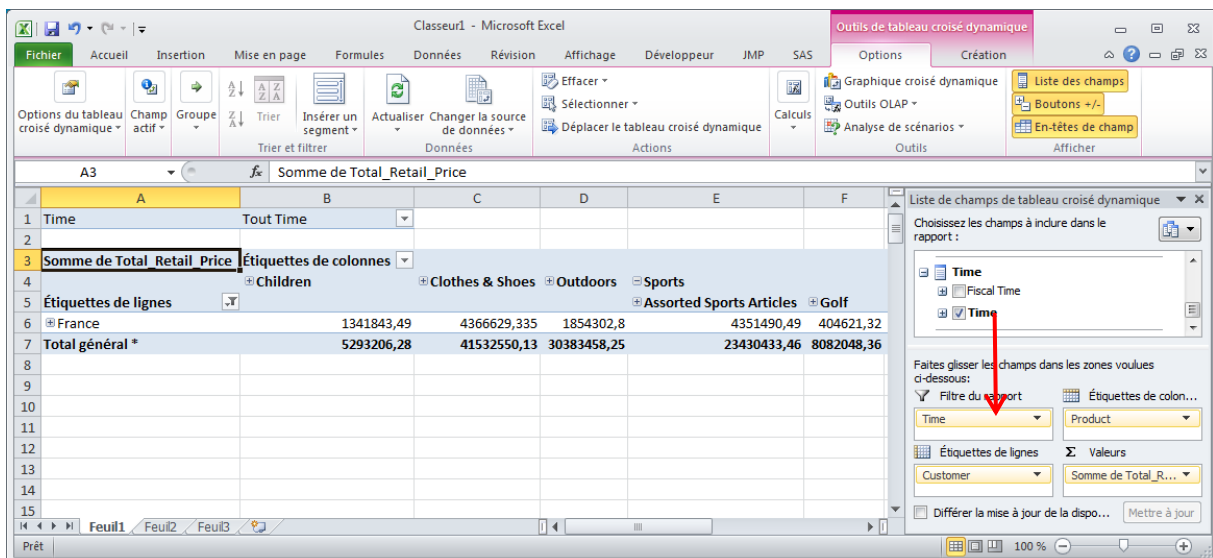 Classeur1 - Microsoft Excel
Outils de tableau croisé dynamique
Fichier Accueil Insertion Mise en page Formules Données Révision Affichage Développeur JMP SAS Options Création
Options du tableau croisé dynamique
Champ actif
Groupe
Trier
Insérer un segment
Trier et filtrer
Actualiser
Changer la source de données
Données
Effacer
Sélectionner
Déplacer le tableau croisé dynamique
Actions
Calculs
Graphique croisé dynamique
Outils OLAP
Analyse de scénarios
Outils
Liste des champs
Boutons +/-
En-têtes de champ
Afficher
A3 fx Somme de Total_Retail_Price
A B C D E F
1 Time Tout Time
2
3 Somme de Total_Retail_Price Étiquettes de colonnes
4 Children Clothes & Shoes Outdoors Sports
5 Étiquettes de lignes Assorted Sports Articles Golf
6 France 1341843,49 4366629,335 1854302,8 4351490,49 404621,32
7 Total général * 5293206,28 41532550,13 30383458,25 23430433,46 8082048,36
8
9
10
11
12
13
14
15
Liste de champs de tableau croisé dynamique
Choisissez les champs à inclure dans le
rapport :
Time
Fiscal Time
Time
Faites glisser les champs dans les zones voulues
ci-dessous:
Filtre du rapport Étiquettes de colon...
Time Product
Étiquettes de lignes Σ Valeurs
Customer Somme de Total_R...
Différer la mise à jour de la dispo... Mettre à jour
Feuil1 Feuil2 Feuil3
Prêt 100 %